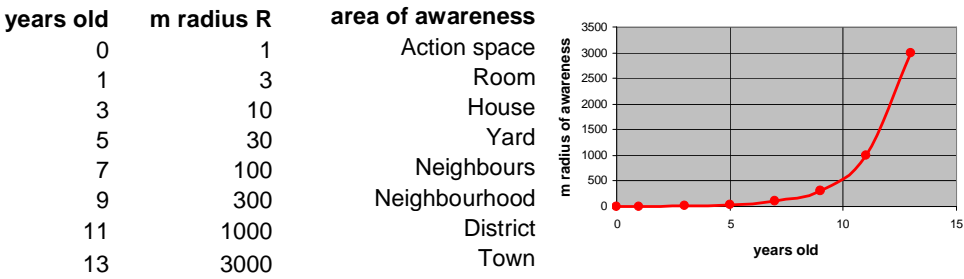 years old m radius R area of awareness
0 1 Action space
1 3 Room
3 10 House
5 30 Yard
7 100 Neighbours
9 300 Neighbourhood
11 1000 District
13 3000 Town
m radius of awareness
3500
3000
2500
2000
1500
1000
500
0
0 5 10 15
years old